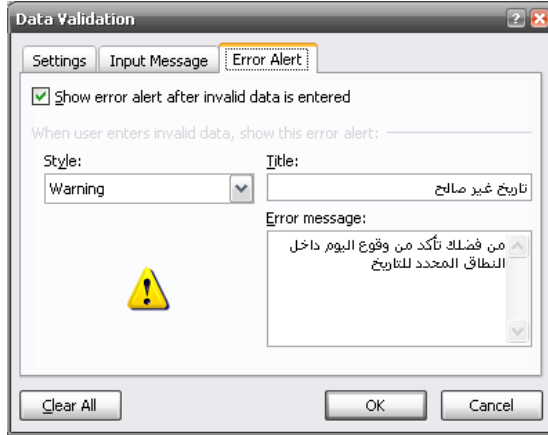 Data Validation
Settings
Input Message
Error Alert
Show error alert after invalid data is entered
When user enters invalid data, show this error alert:
Style:
Title:
Warning
تاريخ غير صالح
Error message:
من فضلك تأكد من وقوع اليوم داخل
النطاق المحدد للتاريخ
Clear All
OK
Cancel